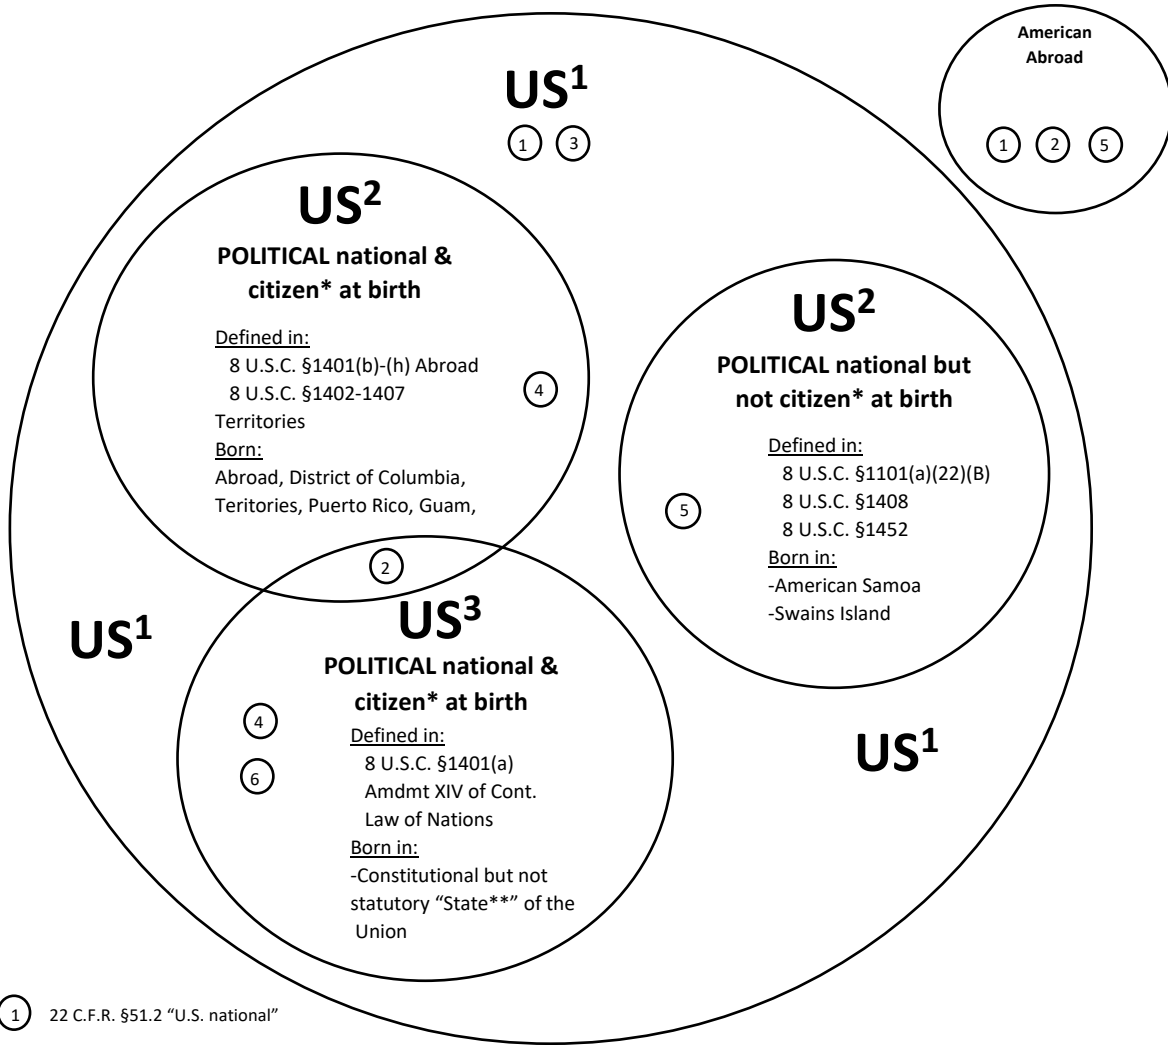 American
Abroad
1 2 5
US¹
1 3
US²
POLITICAL national &
citizen* at birth
Defined in:
8 U.S.C. §1401(b)-(h) Abroad
8 U.S.C. §1402-1407
Territories
Born:
Abroad, District of Columbia,
Teritories, Puerto Rico, Guam,
4
US²
POLITICAL national but
not citizen* at birth
Defined in:
8 U.S.C. §1101(a)(22)(B)
8 U.S.C. §1408
8 U.S.C. §1452
Born in:
-American Samoa
-Swains Island
5
2
US¹
US³
POLITICAL national &
citizen* at birth
4
6
Defined in:
8 U.S.C. §1401(a)
Amdmt XIV of Cont.
Law of Nations
Born in:
-Constitutional but not
statutory “State**” of the
Union
US¹
1 22 C.F.R. §51.2 “U.S. national”